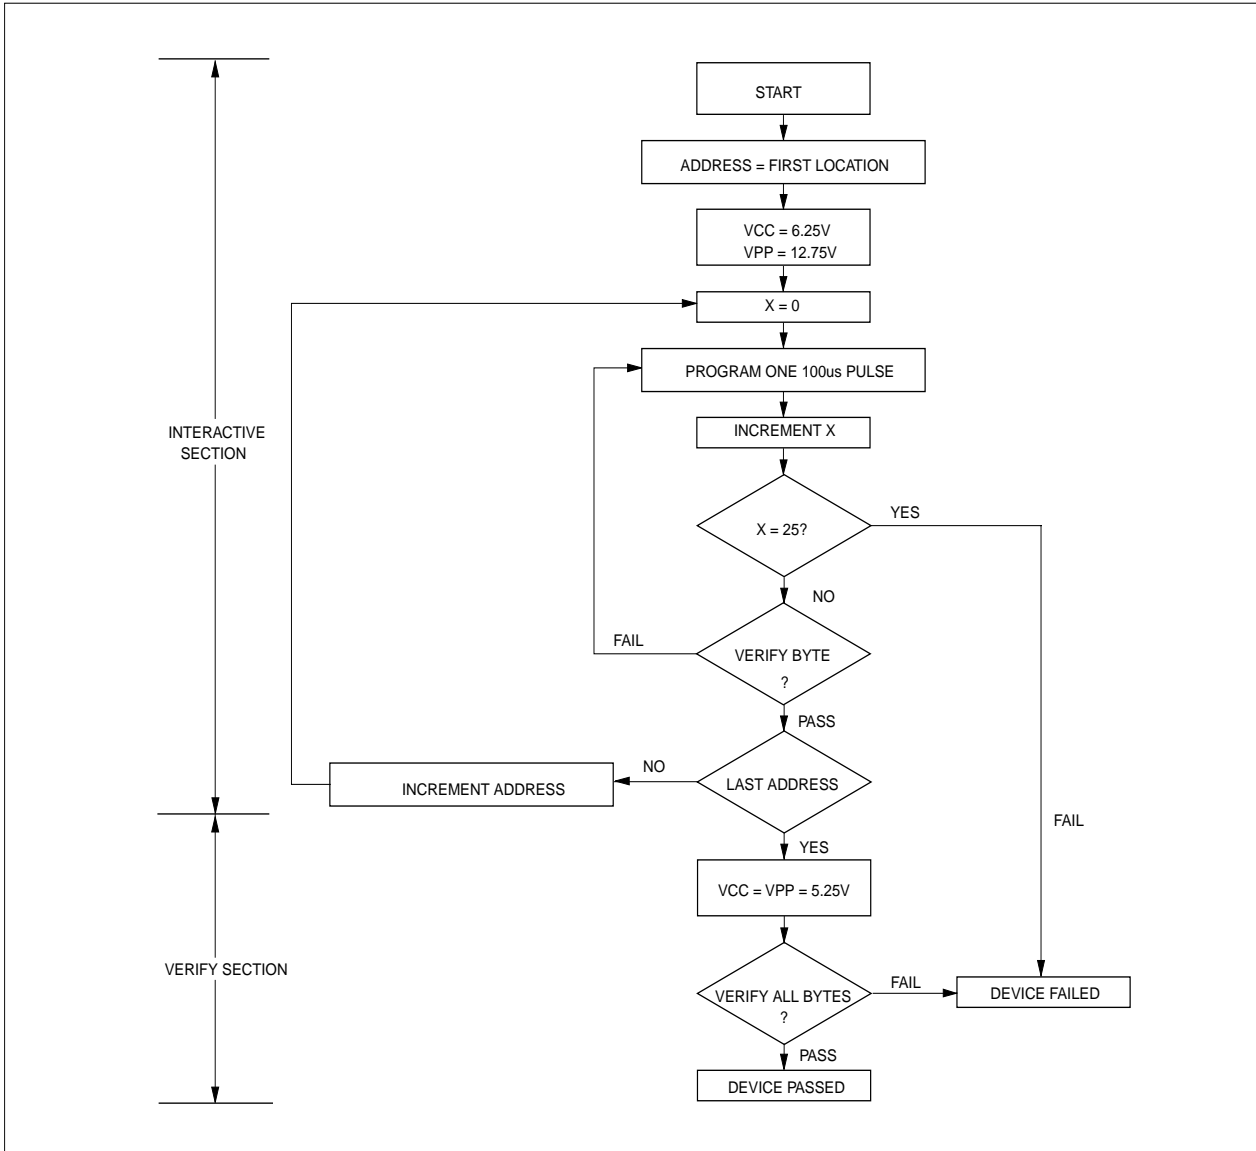 START
ADDRESS = FIRST LOCATION
VCC = 6.25V
VPP = 12.75V
X = 0
PROGRAM ONE 100us PULSE
INTERACTIVE
SECTION
INCREMENT X
X = 25?
YES
NO
FAIL
VERIFY BYTE
?
PASS
NO
LAST ADDRESS
INCREMENT ADDRESS
FAIL
YES
VCC = VPP = 5.25V
VERIFY SECTION
VERIFY ALL BYTES
?
FAIL
DEVICE FAILED
PASS
DEVICE PASSED